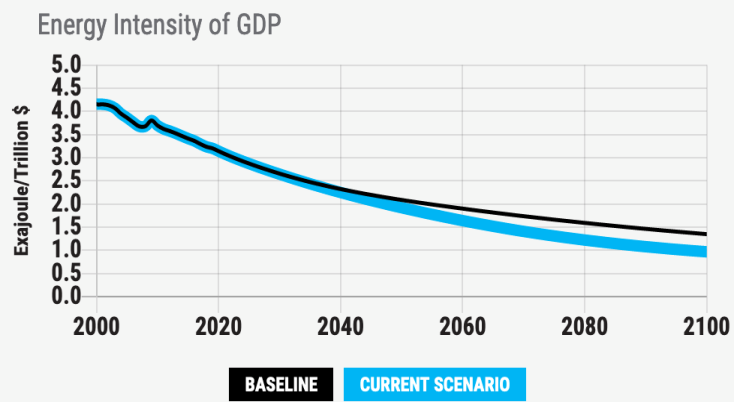 Energy Intensity of GDP
Exajoule/Trillion $
5.0
4.5
4.0
3.5
3.0
2.5
2.0
1.5
1.0
0.5
0.0
2000 2020 2040 2060 2080 2100
BASELINE CURRENT SCENARIO